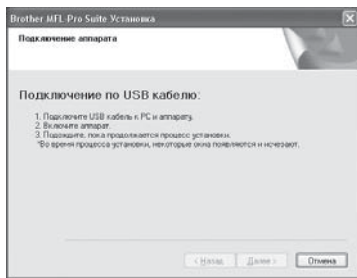 Brother MFL-Pro Suite Установка
Подключение аппарата
Подключение по USB кабелю:
1. Подключите USB кабель к PC и аппарату.
2. Включите аппарат.
3. Подождите, пока продолжается процесс установки.
*Во время процесса установки, некоторые окна появляются и исчезают.
< Назад
Далее >
Отмена